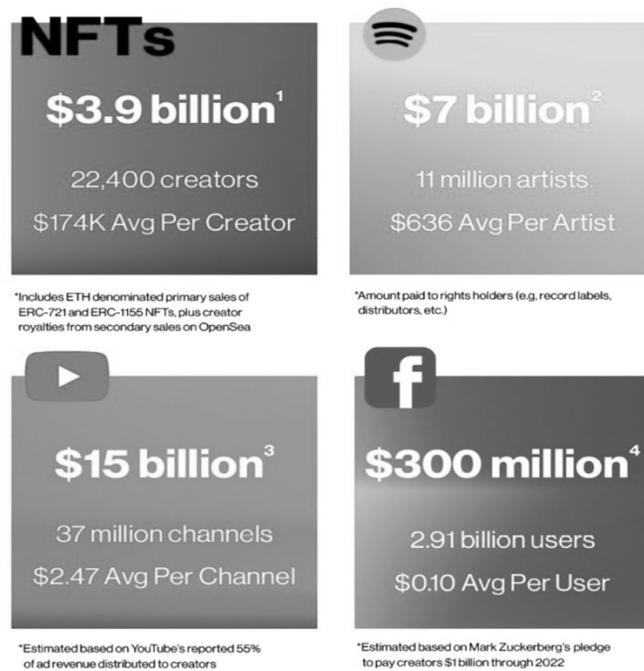 NFTs
$3.9 billion¹
22,400 creators
$174K Avg Per Creator
*Includes ETH denominated primary sales of
ERC-721 and ERC-1155 NFTs, plus creator
royalties from secondary sales on OpenSea
$7 billion²
11 million artists
$636 Avg Per Artist
*Amount paid to rights holders (e.g, record labels,
distributors, etc.)
$15 billion³
37 million channels
$2.47 Avg Per Channel
*Estimated based on YouTube's reported 55%
of ad revenue distributed to creators
f
$300 million⁴
2.91 billion users
$0.10 Avg Per User
*Estimated based on Mark Zuckerberg's pledge
to pay creators $1 billion through 2022